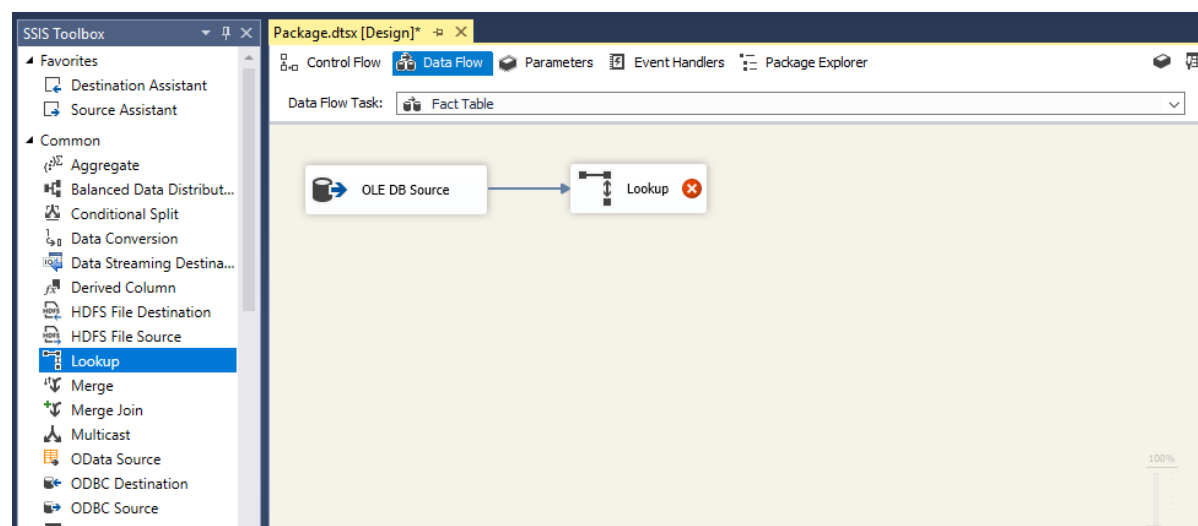 SSIS Toolbox
Favorites
Destination Assistant
Source Assistant
Common
Aggregate
Balanced Data Distribut...
Conditional Split
Data Conversion
Data Streaming Destina...
Derived Column
HDFS File Destination
HDFS File Source
Lookup
Merge
Merge Join
Multicast
OData Source
ODBC Destination
ODBC Source
Package.dtsx [Design]*
Control Flow Data Flow Parameters Event Handlers Package Explorer
Data Flow Task: Fact Table
OLE DB Source Lookup
100%